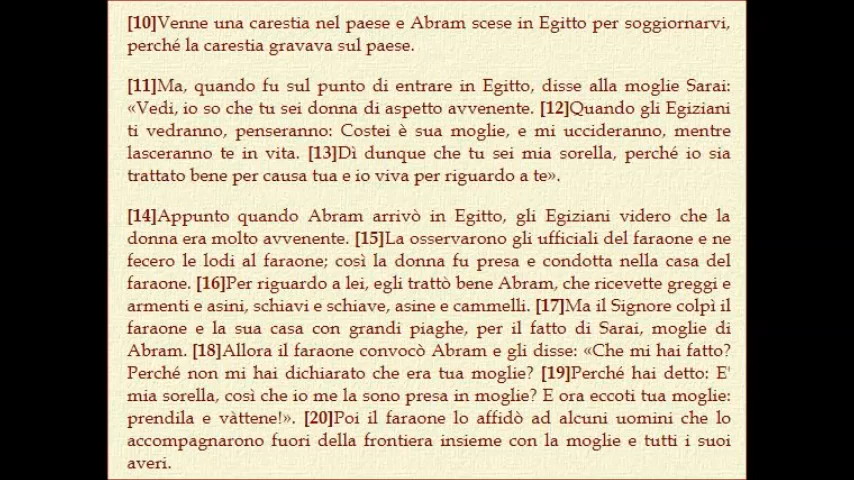 [10]Venne una carestia nel paese e Abram scese in Egitto per soggiornarvi,
perché la carestia gravava sul paese.
[11]Ma, quando fu sul punto di entrare in Egitto, disse alla moglie Sarai:
«Vedi, io so che tu sei donna di aspetto avvenente. [12]Quando gli Egiziani
ti vedranno, penseranno: Costei è sua moglie, e mi uccideranno, mentre
lasceranno te in vita. [13]Dì dunque che tu sei mia sorella, perché io sia
trattato bene per causa tua e io viva per riguardo a te».
[14]Appunto quando Abram arrivò in Egitto, gli Egiziani videro che la
donna era molto avvenente. [15]La osservarono gli ufficiali del faraone e ne
fecero le lodi al faraone; così la donna fu presa e condotta nella casa del
faraone. [16]Per riguardo a lei, egli trattò bene Abram, che ricevette greggi e
armenti e asini, schiavi e schiave, asine e cammelli. [17]Ma il Signore colpì il
faraone e la sua casa con grandi piaghe, per il fatto di Sarai, moglie di
Abram. [18]Allora il faraone convocò Abram e gli disse: «Che mi hai fatto?
Perché non mi hai dichiarato che era tua moglie? [19]Perché hai detto: E'
mia sorella, così che io me la sono presa in moglie? E ora eccoti tua moglie:
prendila e vàttene!». [20]Poi il faraone lo affidò ad alcuni uomini che lo
accompagnarono fuori della frontiera insieme con la moglie e tutti i suoi
averi.